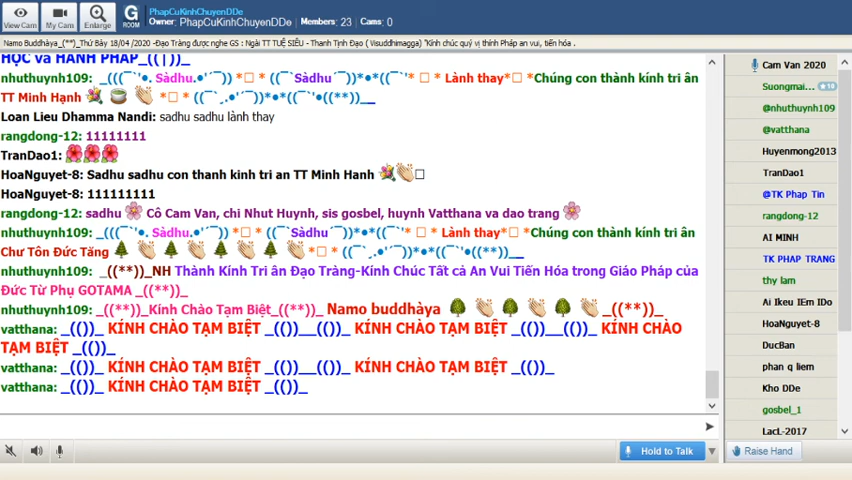 PhapCuKinhChuyenDDe
Owner: PhapCuKinhChuyenDDe Members: 23 Cams: 0
View Cam
My Cam
Enlarge
G
ROOM
Namo Buddhàya_(**)_Thứ Bảy 18/04 /2020 -Đạo Tràng được nghe GS : Ngài TT TUỆ SIÊU - Thanh Tịnh Đạo ( Visuddhimagga) "Kính chúc quý vị thính Pháp an vui, tiến hóa .
HỌC và HÀNH PHÁP_((|))_
nhuthuynh109: _(((¯`'•. Sàdhu.•'´¯)) *□ * ((¯`Sàdhu´¯))*•*((¯`'* □ * Lành thay*□ *Chúng con thành kính tri ân
TT Minh Hạnh *□ * ((¯`¸.•'´¯))*•*((¯`'•((**))__
Loan Lieu Dhamma Nandi: sadhu sadhu lành thay
rangdong-12: 11111111
TranDao1:
HoaNguyet-8: Sadhu sadhu con thanh kinh tri an TT Minh Hanh □
HoaNguyet-8: 111111111
rangdong-12: sadhu Cô Cam Van, chi Nhut Huynh, sis gosbel, huynh Vatthana va dao trang
nhuthuynh109: _(((¯`'•. Sàdhu.•'´¯)) *□ * ((¯`Sàdhu´¯))*•*((¯`'* □ * Lành thay*□ *Chúng con thành kính tri ân
Chư Tôn Đức Tăng *□ * ((¯`¸.•'´¯))*•*((¯`'•((**))__
nhuthuynh109: _((**))_NH Thành Kính Tri ân Đạo Tràng-Kính Chúc Tất cả An Vui Tiến Hóa trong Giáo Pháp của
Đức Từ Phụ GOTAMA _((**))_
nhuthuynh109: _((**))_Kính Chào Tạm Biệt_((**))_ Namo buddhàya _((**))_
vatthana: _(())_ KÍNH CHÀO TẠM BIỆT _(())__(())_ KÍNH CHÀO TẠM BIỆT _(())__(())_ KÍNH CHÀO
TẠM BIỆT _(())_
vatthana: _(())_ KÍNH CHÀO TẠM BIỆT _(())__(())_ KÍNH CHÀO TẠM BIỆT _(())_
vatthana: _(())_ KÍNH CHÀO TẠM BIỆT _(())_
Hold to Talk
Cam Van 2020
Suongmai... ★10
@nhuthuynh109
@vatthana
Huyenmong2013
TranDao1
@TK Phap Tin
rangdong-12
AI MINH
TK PHAP TRANG
thy lam
Ai Ikeu IEm IDo
HoaNguyet-8
DucBan
phan q liem
Kho DDe
gosbel_1
LacL-2017
Raise Hand